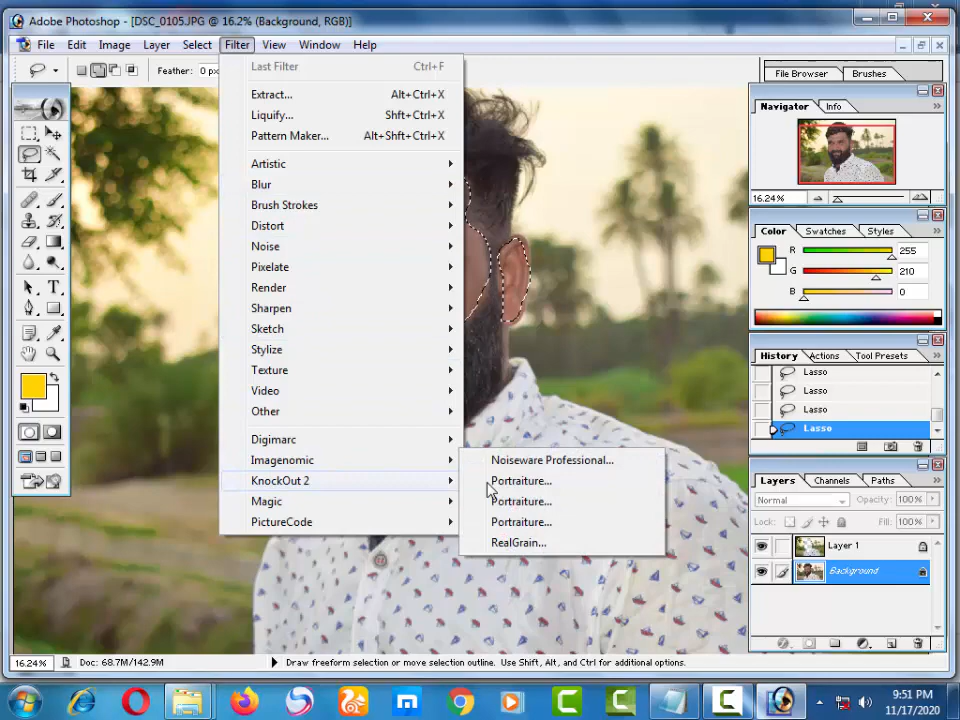 Adobe Photoshop - [DSC_0105.JPG @ 16.2% (Background, RGB)]
File Edit Image Layer Select Filter View Window Help
Feather: 0 px
File Browser Brushes
Last Filter Ctrl+F
Extract... Alt+Ctrl+X
Liquify... Shft+Ctrl+X
Pattern Maker... Alt+Shft+Ctrl+X
Artistic
Blur
Brush Strokes
Distort
Noise
Pixelate
Render
Sharpen
Sketch
Stylize
Texture
Video
Other
Digimarc
Imagenomic
KnockOut 2
Magic
PictureCode
Noiseware Professional...
Portraiture...
Portraiture...
Portraiture...
RealGrain...
Navigator Info
16.24%
Color Swatches Styles
R 255
G 210
B 0
History Actions Tool Presets
Lasso
Lasso
Lasso
Lasso
Layers Channels Paths
Normal Opacity: 100%
Lock: Fill: 100%
Layer 1
Background
16.24% Doc: 68.7M/142.9M Draw freeform selection or move selection outline. Use Shift, Alt, and Ctrl for additional options.
9:51 PM
11/17/2020